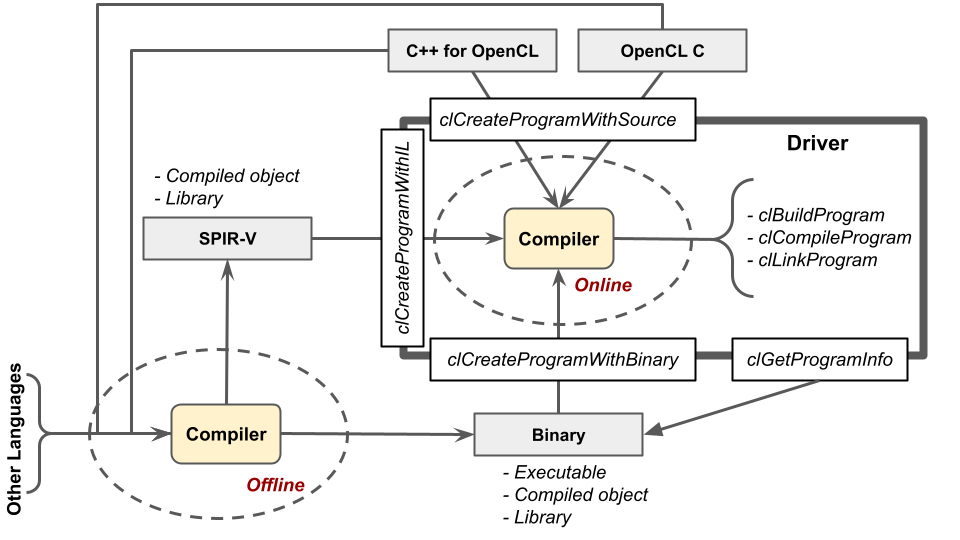 C++ for OpenCL
OpenCL C
clCreateProgramWithSource
Driver
clCreateProgramWithIL
- Compiled object
- Library
SPIR-V
Compiler
Online
- clBuildProgram
- clCompileProgram
- clLinkProgram
clCreateProgramWithBinary
clGetProgramInfo
Other Languages
Compiler
Offline
Binary
- Executable
- Compiled object
- Library